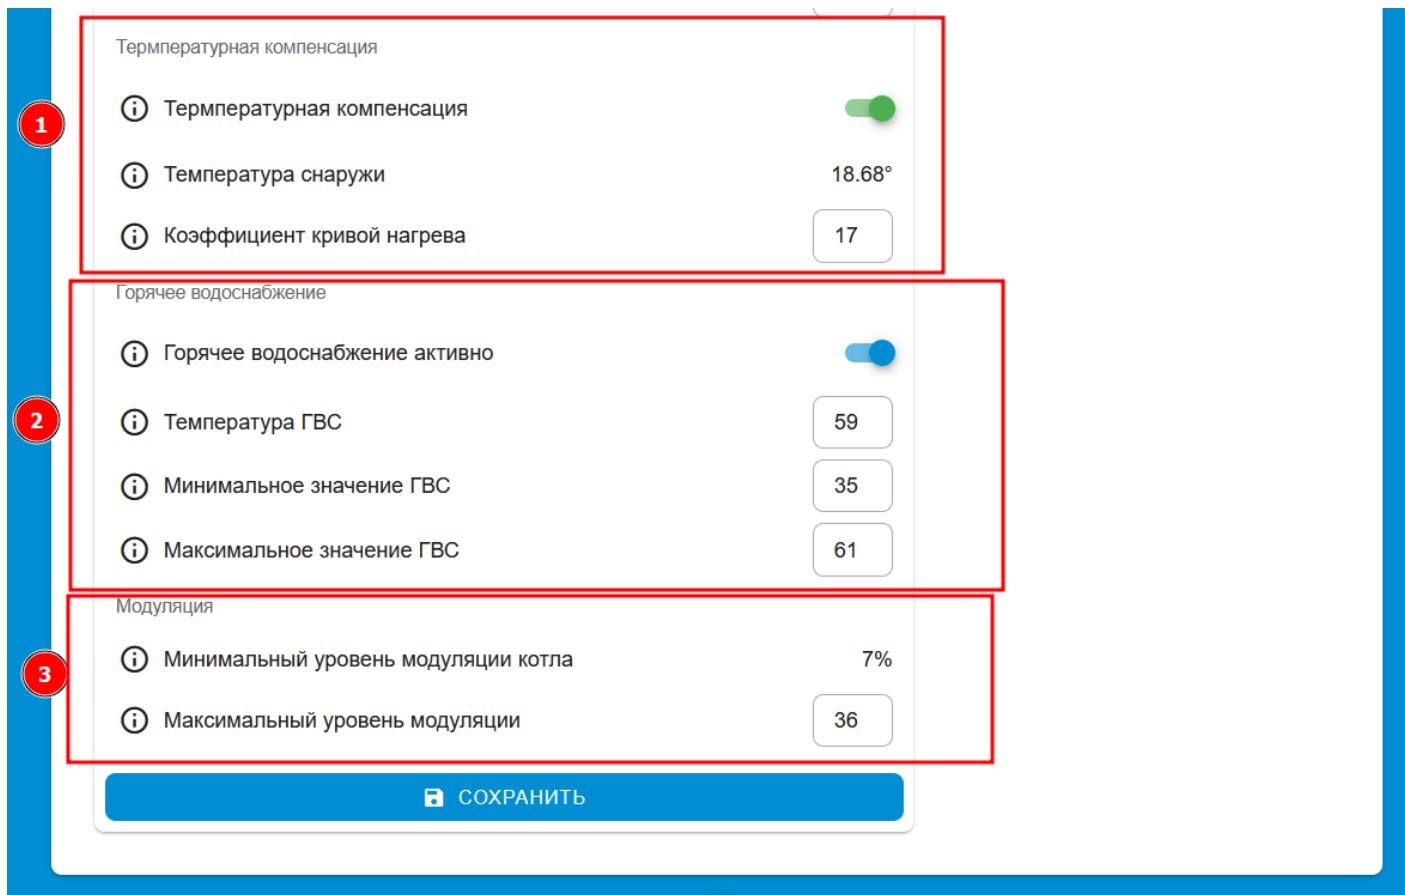 Термпературная компенсация
1
Термпературная компенсация
Температура снаружи 18.68°
Коэффициент кривой нагрева 17
Горячее водоснабжение
Горячее водоснабжение активно
2
Температура ГВС 59
Минимальное значение ГВС 35
Максимальное значение ГВС 61
Модуляция
3
Минимальный уровень модуляции котла 7%
Максимальный уровень модуляции 36
СОХРАНИТЬ